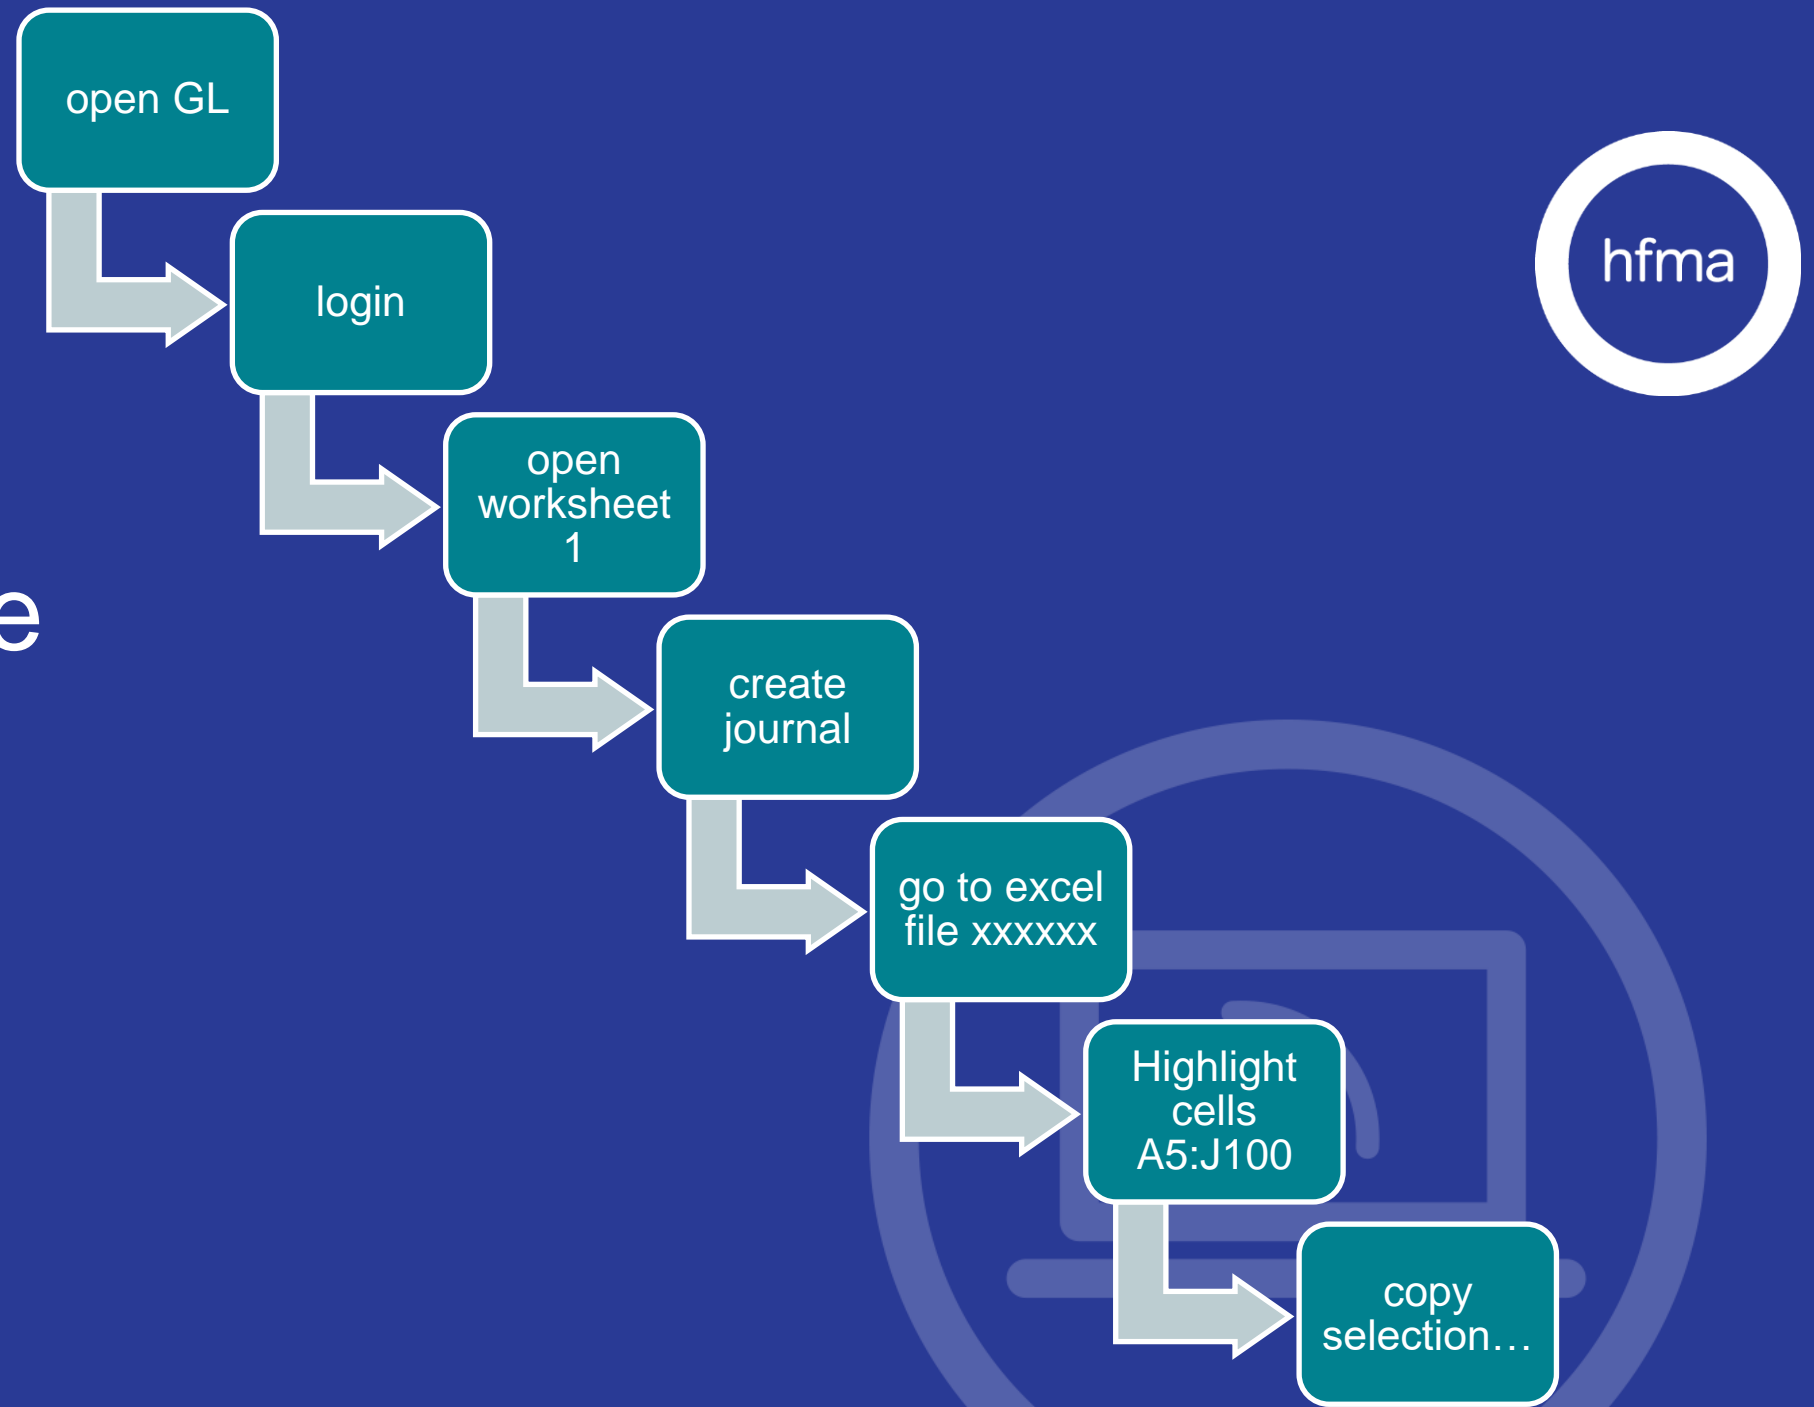 open GL
hfma
login
open
worksheet
1
create
journal
go to excel
file xxxxxx
Highlight
cells
A5:J100
copy
selection…